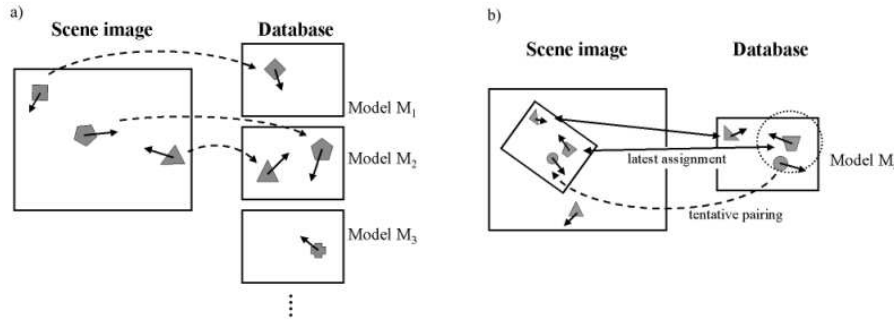 a)
Scene image
Database
Model M1
Model M2
Model M3
b)
Scene image
Database
latest assignment
Model M
tentative pairing